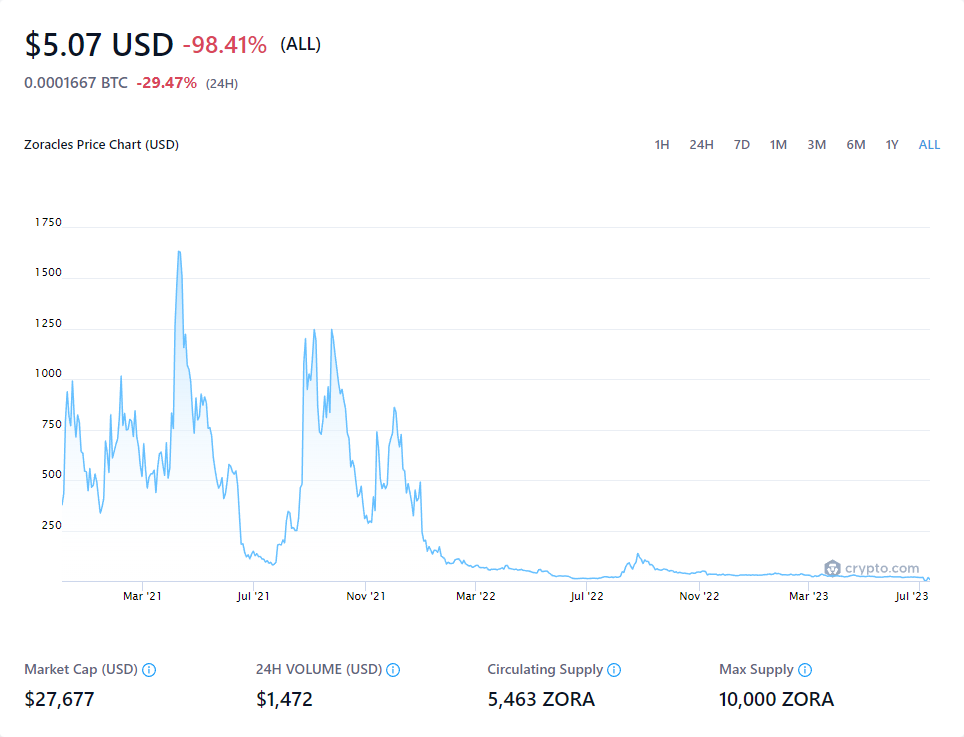 $5.07 USD -98.41% (ALL)
0.0001667 BTC -29.47% (24H)
Zoracles Price Chart (USD) 1H 24H 7D 1M 3M 6M 1Y ALL
1750
1500
1250
1000
750
500
250
crypto.com
Mar '21 Jul '21 Nov '21 Mar '22 Jul '22 Nov '22 Mar '23 Jul '23
Market Cap (USD) 24H VOLUME (USD) Circulating Supply Max Supply
$27,677 $1,472 5,463 ZORA 10,000 ZORA